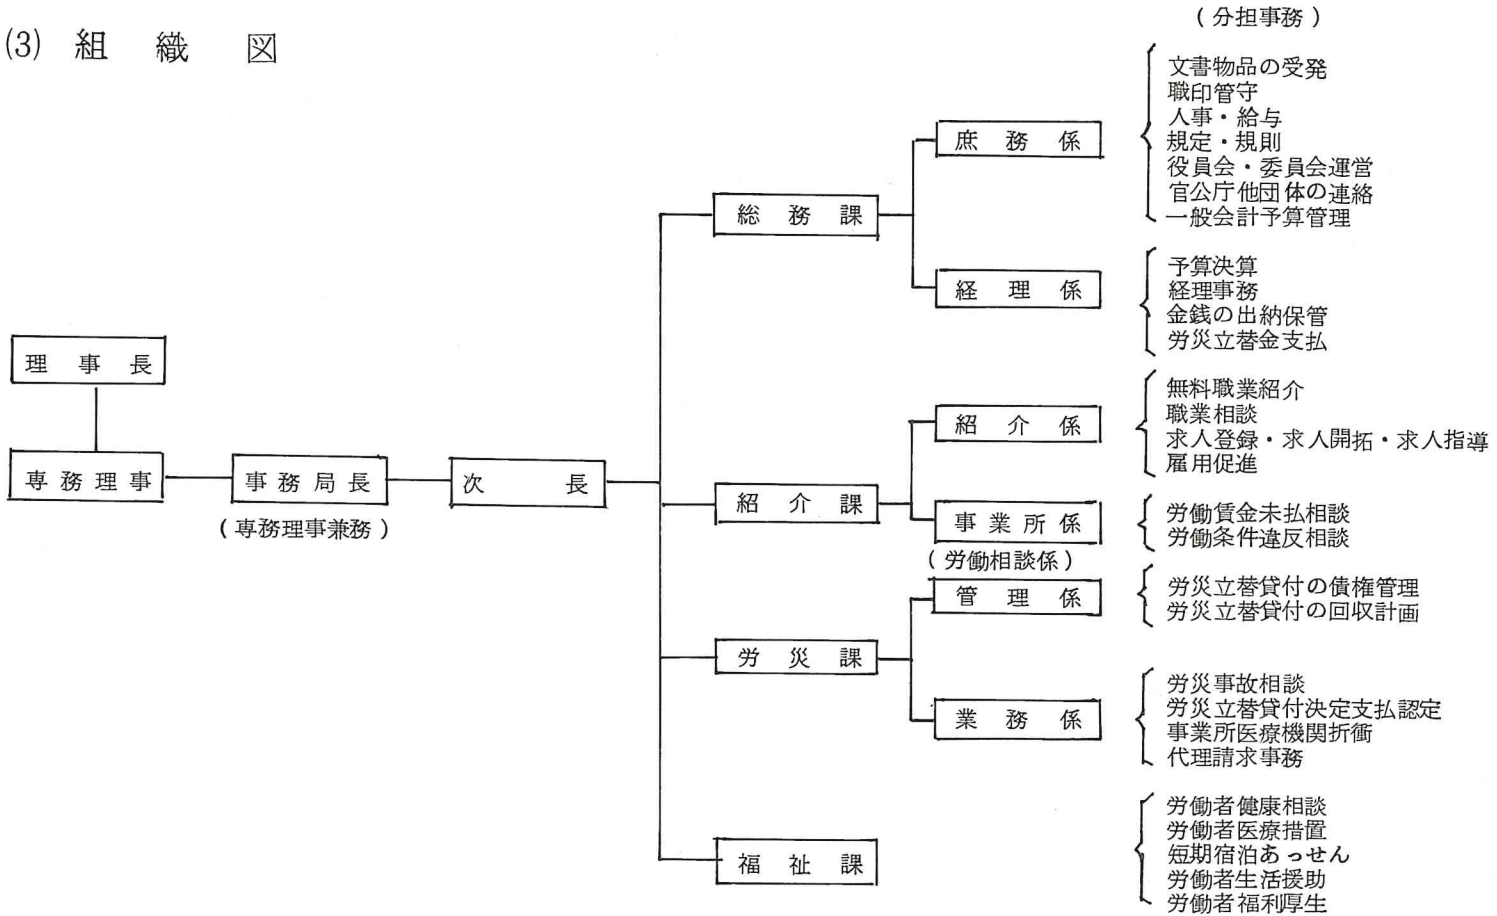 (3) 組織図
(分担事務)
理事長
専務理事
事務局長
(専務理事兼務)
次長
総務課
庶務係
文書物品の受発
職印管守
人事・給与
規定・規則
役員会・委員会運営
官公庁他団体の連絡
一般会計予算管理
経理係
予算決算
経理事務
金銭の出納保管
労災立替金支払
紹介課
紹介係
無料職業紹介
職業相談
求人登録・求人開拓・求人指導
雇用促進
事業所係
(労働相談係)
労働賃金未払相談
労働条件違反相談
労災課
管理係
労災立替貸付の債権管理
労災立替貸付の回収計画
業務係
労災事故相談
労災立替貸付決定支払認定
事業所医療機関折衝
代理請求事務
福祉課
労働者健康相談
労働者医療措置
短期宿泊あっせん
労働者生活援助
労働者福利厚生